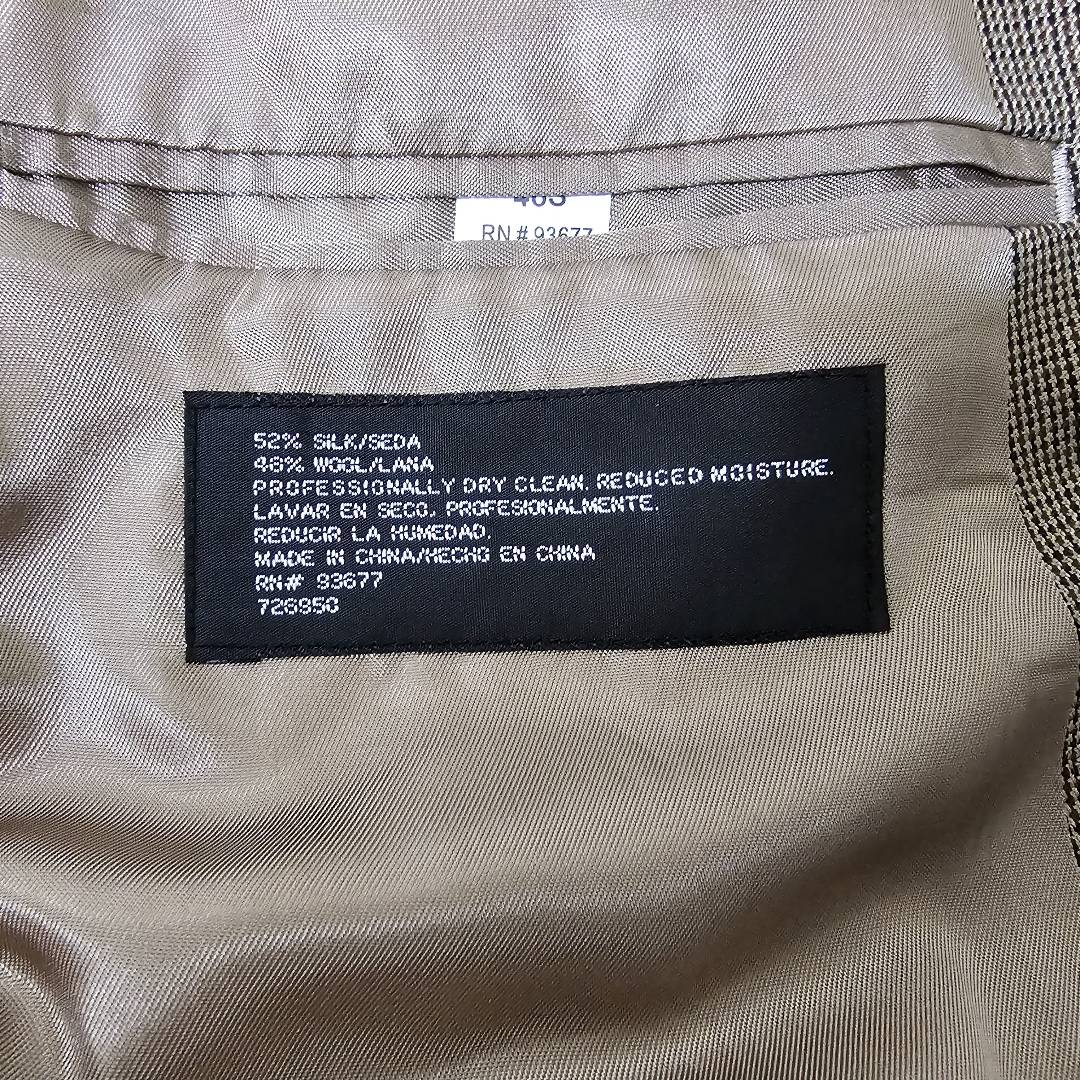 40S
RN # 93677
52% SILK/SEDA
48% WOOL/LANA
PROFESSIONALLY DRY CLEAN. REDUCED MOISTURE.
LAVAR EN SECO. PROFESIONALMENTE.
REDUCIR LA HUMEDAD.
MADE IN CHINA/HECHO EN CHINA
RN# 93677